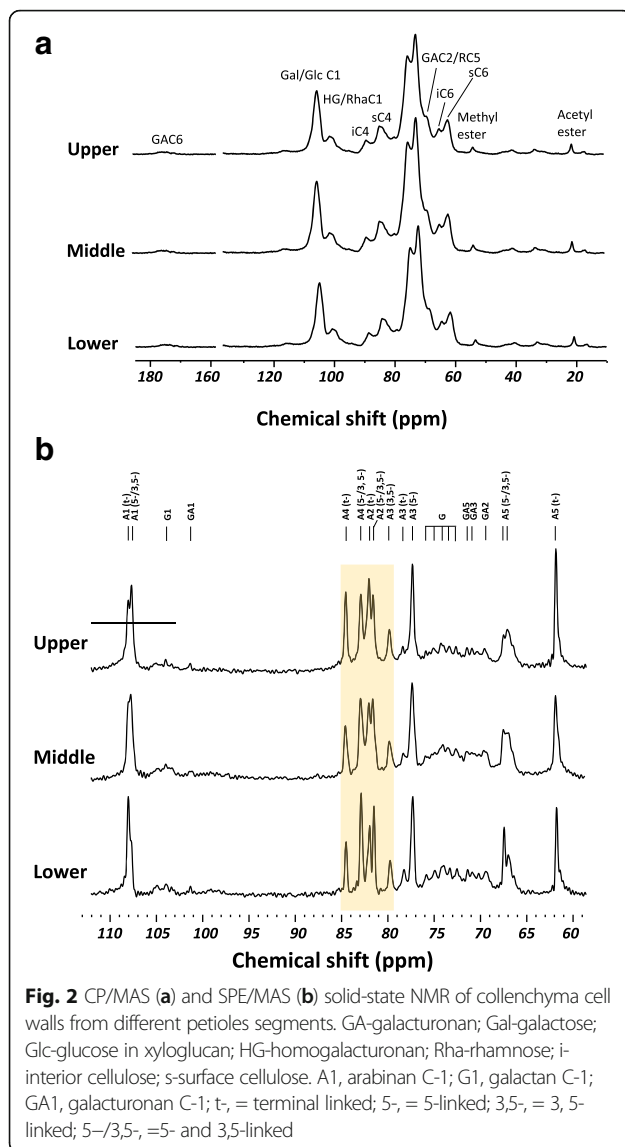 a
Gal/Glc C1
GAC2/RC5
sC6
HG/RhaC1
iC6
sC4
iC4
Methyl
ester
Acetyl
ester
GAC6
Upper
Middle
Lower
180 160 120 100 80 60 40 20
Chemical shift (ppm)
b
A1 (t-)
A1 (5-/3,5-)
G1
GA1
A4 (t-)
A4 (5-/3, 5-)
A2 (t-)
A2 (5-/3,5-)
A3 (3,5-)
A3 (t-)
A3 (5-)
G
GA5
GA3
GA2
A5 (5-/3,5-)
A5 (t-)
Upper
Middle
Lower
110 105 100 95 90 85 80 75 70 65 60
Chemical shift (ppm)
Fig. 2 CP/MAS (a) and SPE/MAS (b) solid-state NMR of collenchyma cell
walls from different petioles segments. GA-galacturonan; Gal-galactose;
Glc-glucose in xyloglucan; HG-homogalacturonan; Rha-rhamnose; i-
interior cellulose; s-surface cellulose. A1, arabinan C-1; G1, galactan C-1;
GA1, galacturonan C-1; t-, = terminal linked; 5-, = 5-linked; 3,5-, = 3, 5-
linked; 5–/3,5-, =5- and 3,5-linked